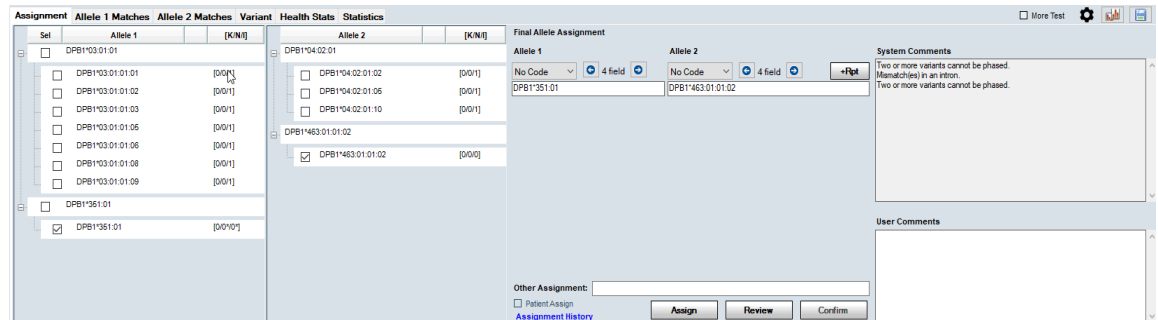 Assignment Allele 1 Matches Allele 2 Matches Variant Health Stats Statistics
More Test
Sel Allele 1 [K/N/I]
DPB1*03:01:01
DPB1*03:01:01:01 [0/0/1]
DPB1*03:01:01:02 [0/0/1]
DPB1*03:01:01:03 [0/0/1]
DPB1*03:01:01:05 [0/0/1]
DPB1*03:01:01:06 [0/0/1]
DPB1*03:01:01:08 [0/0/1]
DPB1*03:01:01:09 [0/0/1]
DPB1*351:01
DPB1*351:01 [0/0*/0*]
Allele 2 [K/N/I]
DPB1*04:02:01
DPB1*04:02:01:02 [0/0/1]
DPB1*04:02:01:05 [0/0/1]
DPB1*04:02:01:10 [0/0/1]
DPB1*463:01:01:02
DPB1*463:01:01:02 [0/0/0]
Final Allele Assignment
Allele 1 Allele 2
No Code 4 field No Code 4 field +Rpt
DPB1*351:01 DPB1*463:01:01:02
Other Assignment:
Patient Assign
Assignment History
Assign Review Confirm
System Comments
Two or more variants cannot be phased.
Mismatch(es) in an intron.
Two or more variants cannot be phased.
User Comments